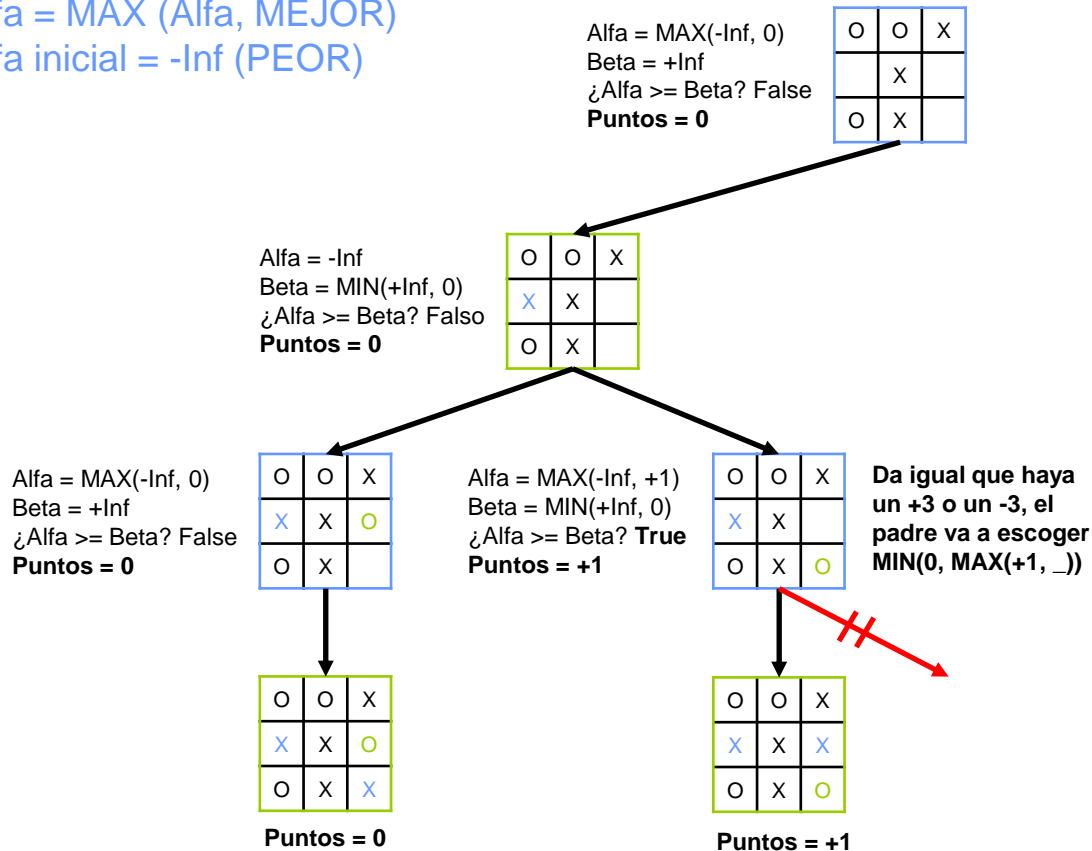 fa = MAX (Alfa, MEJOR)
fa inicial = -Inf (PEOR)
Alfa = MAX(-Inf, 0)
Beta = +Inf
¿Alfa >= Beta? False
Puntos = 0
O O X
X
O X
Alfa = -Inf
Beta = MIN(+Inf, 0)
¿Alfa >= Beta? Falso
Puntos = 0
O O X
X X
O X
Alfa = MAX(-Inf, 0)
Beta = +Inf
¿Alfa >= Beta? False
Puntos = 0
O O X
X X O
O X
Alfa = MAX(-Inf, +1)
Beta = MIN(+Inf, 0)
¿Alfa >= Beta? True
Puntos = +1
O O X
X X
O X O
Da igual que haya
un +3 o un -3, el
padre va a escoger
MIN(0, MAX(+1, _))
O O X
X X O
O X X
Puntos = 0
O O X
X X X
O X O
Puntos = +1